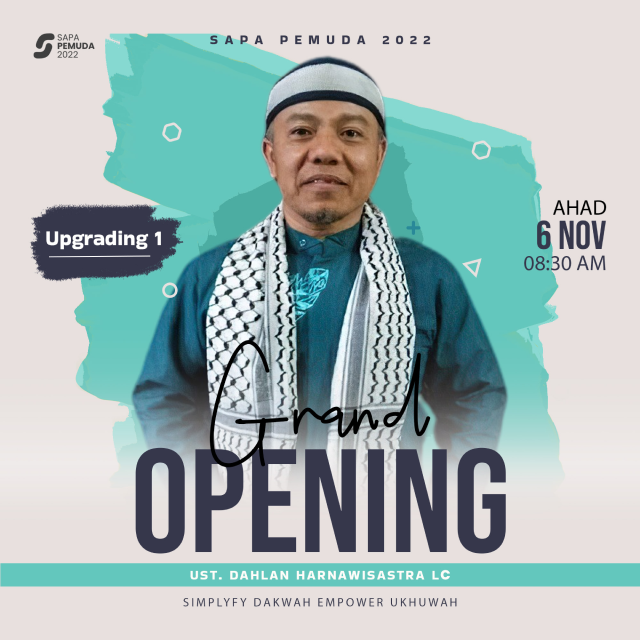 SAPA
PEMUDA
2022
SAPA PEMUDA 2022
Upgrading 1
AHAD
6 NOV
08:30 AM
Grand
OPENING
UST. DAHLAN HARNAWISASTRA LC
SIMPLYFY DAKWAH EMPOWER UKHUWAH